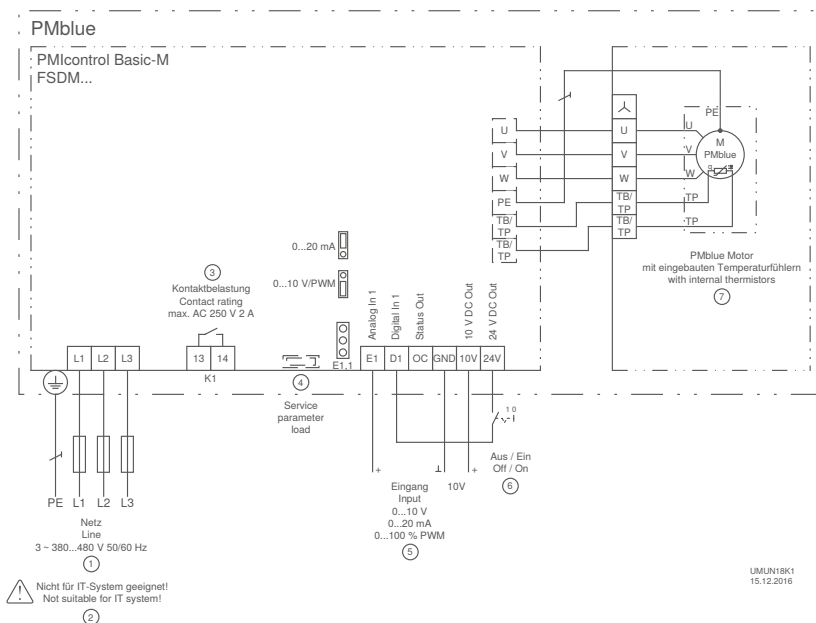 PMblue
PMIcontrol Basic-M
FSDM...
U
V
W
PE
TB/
TP
TB/
TP
U
V
W
TB/
TP
TB/
TP
PE
U
V
W
TP
TP
M
PMblue
PMblue Motor
mit eingebauten Temperaturfühlern
with internal thermistors
7
0...20 mA
0...10 V/PWM
3
Kontaktbelastung
Contact rating
max. AC 250 V 2 A
Analog In 1
Digital In 1
Status Out
10 V DC Out
24 V DC Out
L1 L2 L3
13 14
K1
E1.1
E1 D1 OC GND 10V 24V
4
Service
parameter
load
1 0
Aus / Ein
Off / On
6
+ ⊥ +
Eingang
Input
0...10 V
0...20 mA
0...100 % PWM
5
10V
PE L1 L2 L3
Netz
Line
3 ~ 380...480 V 50/60 Hz
1
Nicht für IT-System geeignet!
Not suitable for IT system!
2
UMUN18K1
15.12.2016